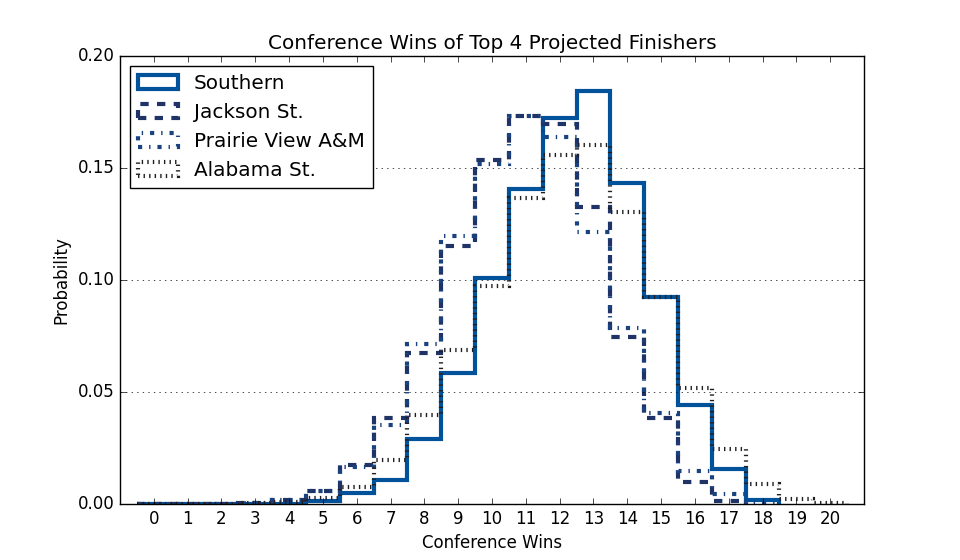 Conference Wins of Top 4 Projected Finishers
0.20
0.15
0.10
0.05
0.00
Probability
Southern
Jackson St.
Prairie View A&M
Alabama St.
0 1 2 3 4 5 6 7 8 9 10 11 12 13 14 15 16 17 18 19 20
Conference Wins